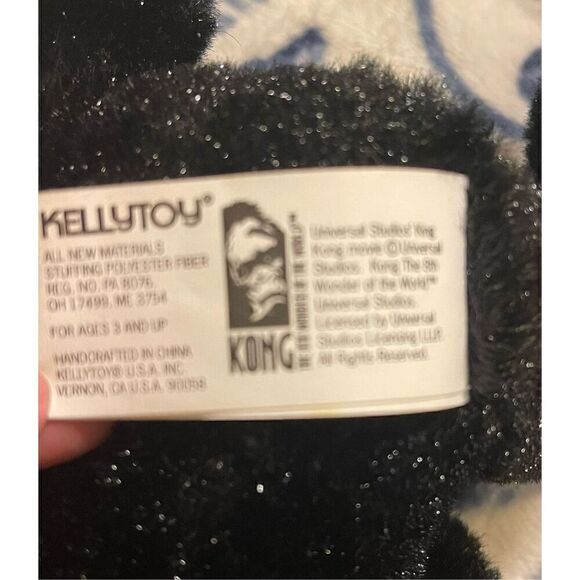 KELLYTOY®
ALL NEW MATERIALS
STUFFING POLYESTER FIBER
REG. NO. PA 8076,
OH 17499, ME 3754
FOR AGES 3 AND UP
HANDCRAFTED IN CHINA
KELLYTOY® U.S.A. INC.
VERNON, CA U.S.A. 90058
KONG
THE 8TH WONDER OF THE WORLD™
Universal Studios' King
Kong movie © Universal
Studios. Kong The 8th
Wonder of the World™
Universal Studios.
Licensed by Universal
Studios Licensing LLLP.
All Rights Reserved.